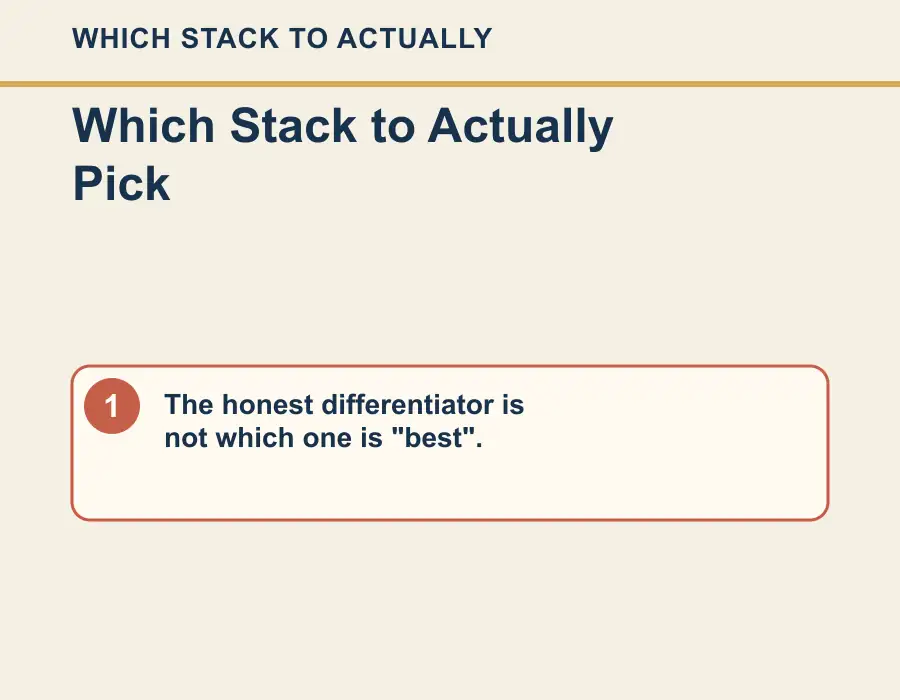 WHICH STACK TO ACTUALLY
Which Stack to Actually
Pick
1
The honest differentiator is
not which one is "best".